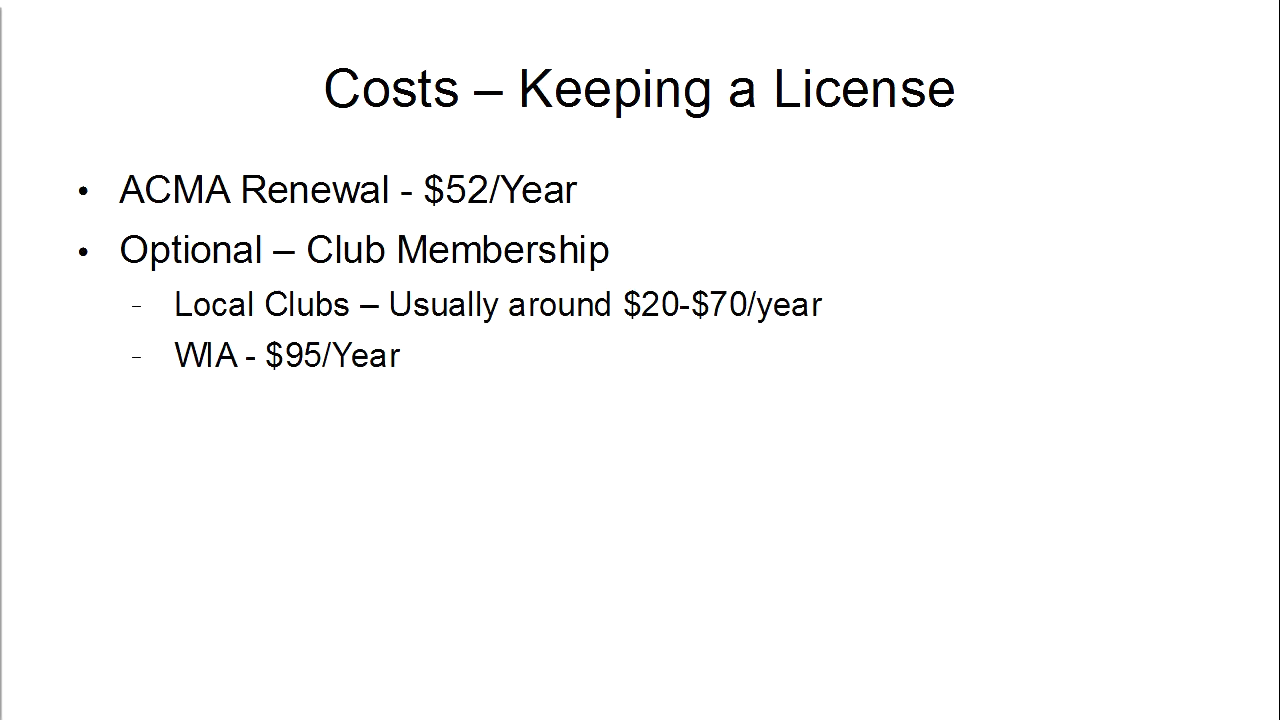 Costs – Keeping a License
• ACMA Renewal - $52/Year
• Optional – Club Membership
– Local Clubs – Usually around $20-$70/year
– WIA - $95/Year